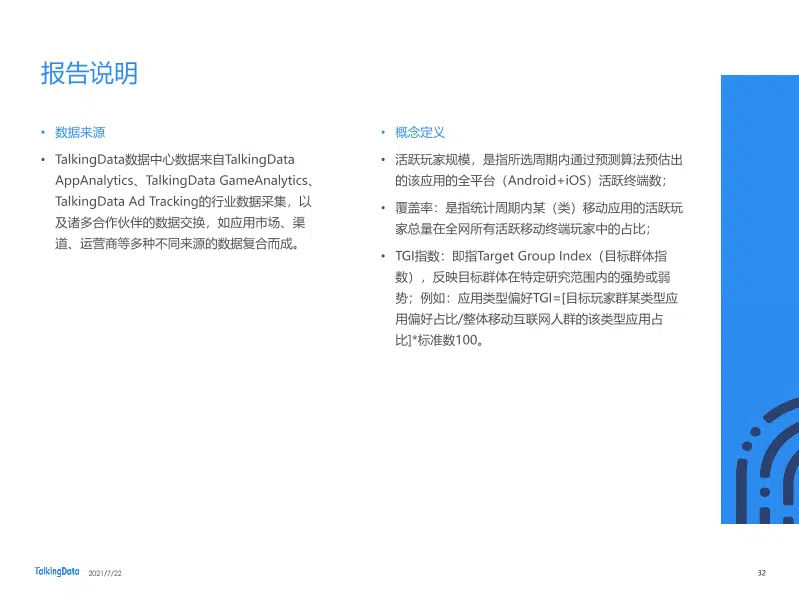 报告说明
• 数据来源
• TalkingData数据中心数据来自TalkingData
AppAnalytics、TalkingData GameAnalytics、
TalkingData Ad Tracking的行业数据采集，以
及诸多合作伙伴的数据交换，如应用市场、渠
道、运营商等多种不同来源的数据复合而成。
• 概念定义
• 活跃玩家规模，是指所选周期内通过预测算法预估出
的该应用的全平台（Android+iOS）活跃终端数；
• 覆盖率：是指统计周期内某（类）移动应用的活跃玩
家总量在全网所有活跃移动终端玩家中的占比；
• TGI指数：即指Target Group Index（目标群体指
数），反映目标群体在特定研究范围内的强势或弱
势；例如：应用类型偏好TGI=[目标玩家群某类型应
用偏好占比/整体移动互联网人群的该类型应用占
比]*标准数100。
TalkingData 2021/7/22
32